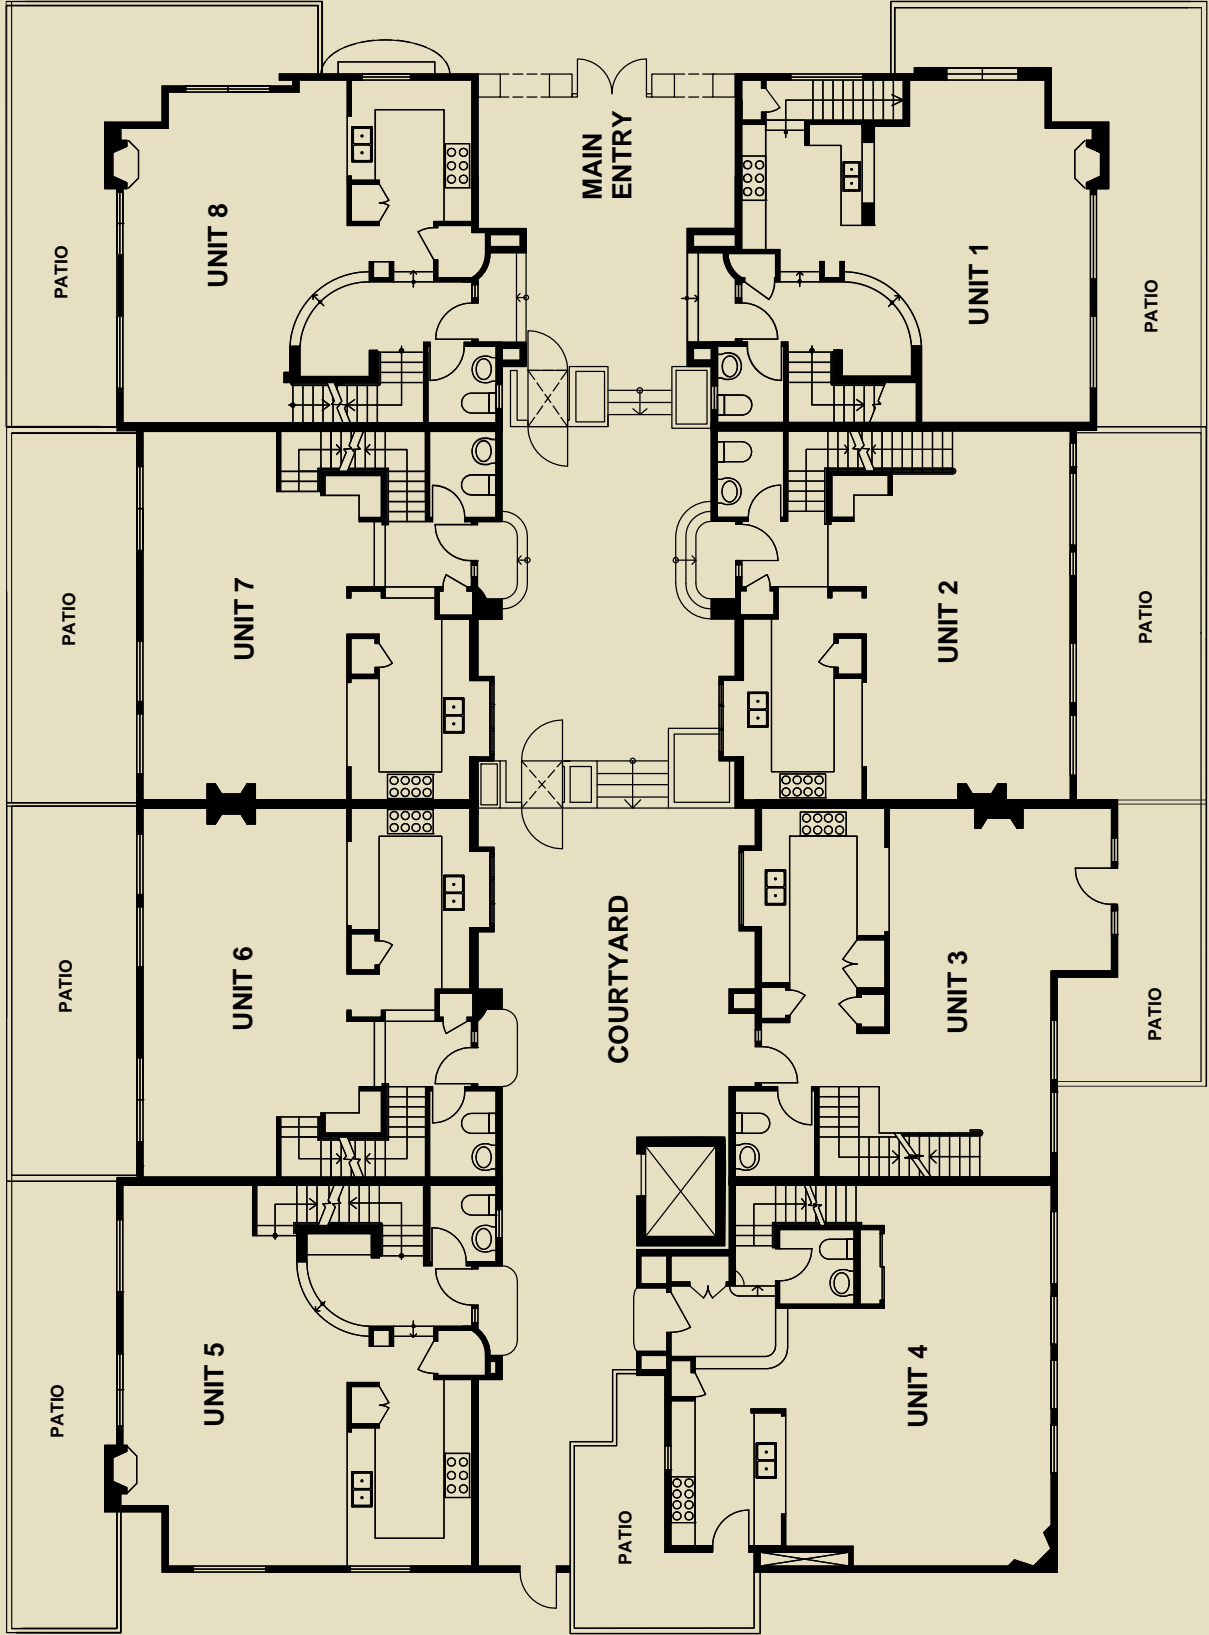 MAIN
ENTRY
UNIT 8
PATIO
UNIT 1
PATIO
UNIT 7
PATIO
UNIT 2
PATIO
UNIT 6
PATIO
COURTYARD
UNIT 3
PATIO
UNIT 5
PATIO
UNIT 4
PATIO